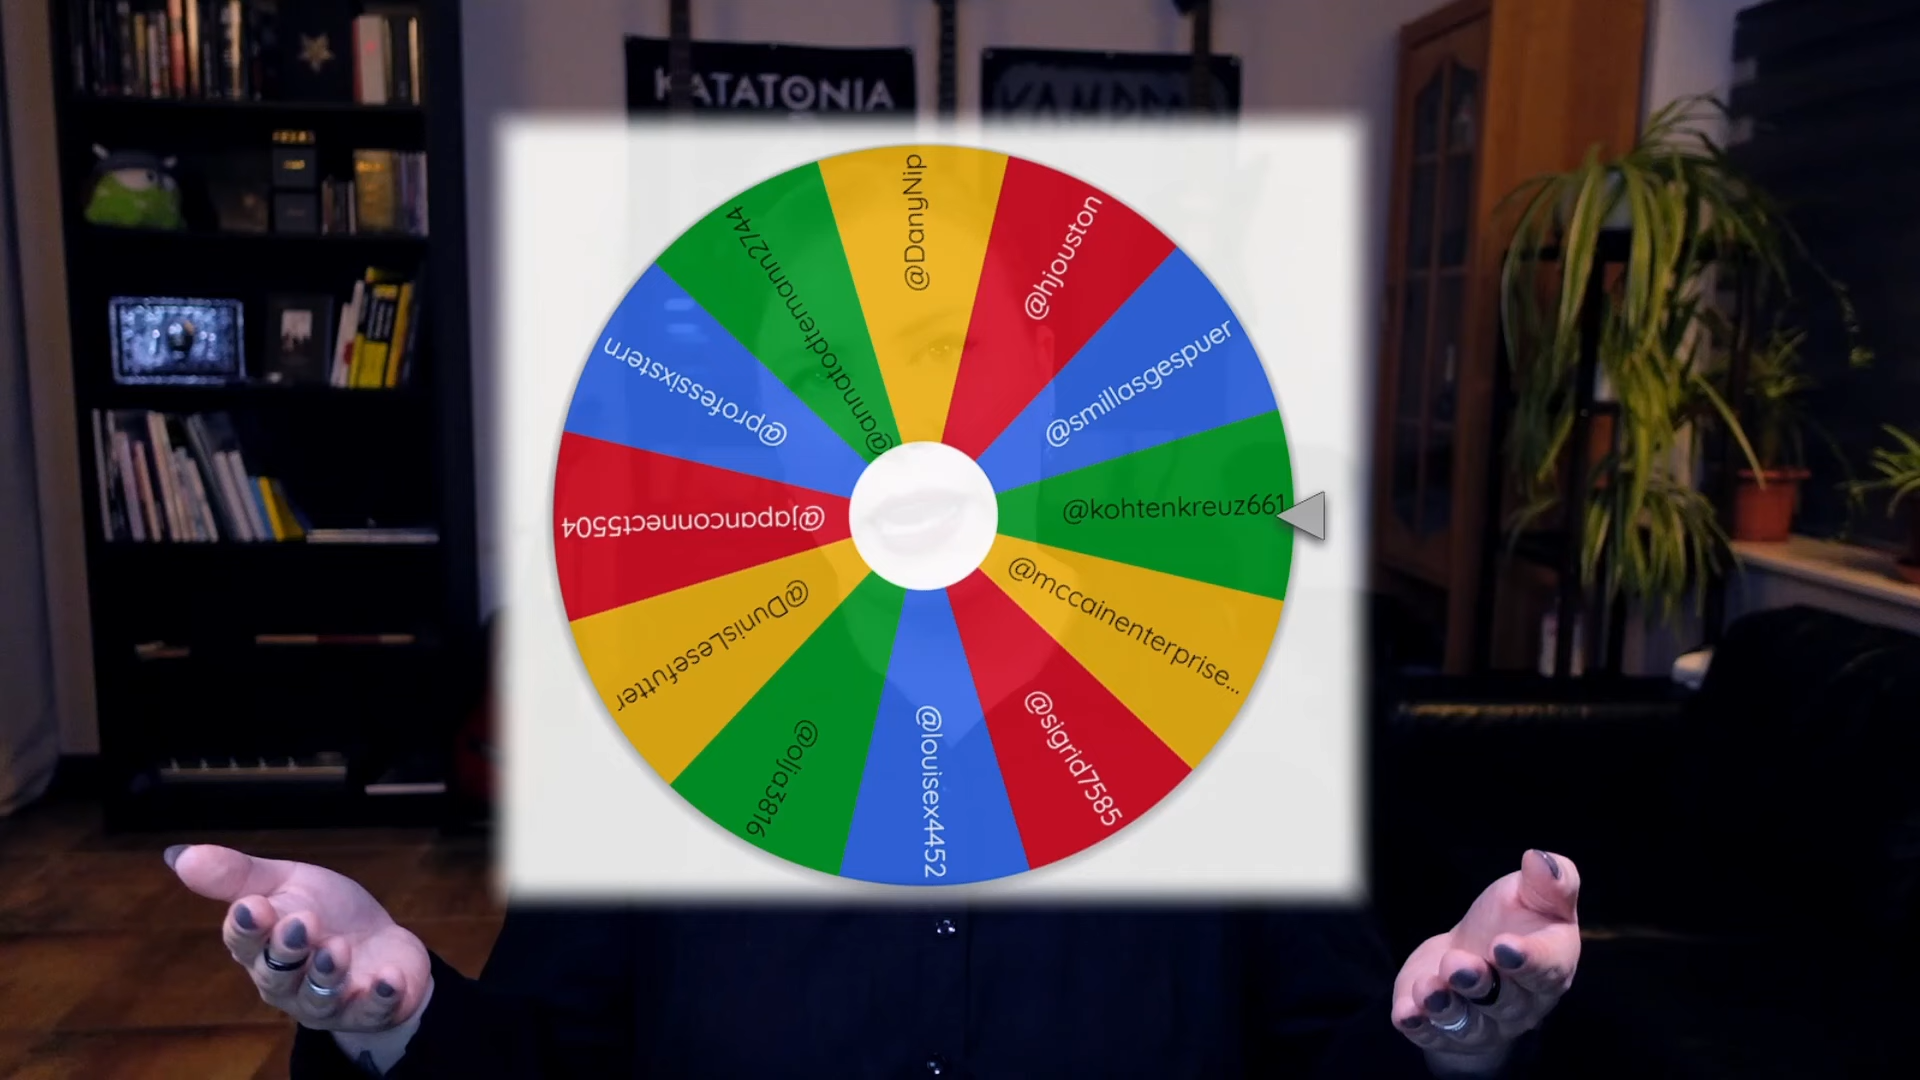 KATATONIA
@DanyNip
@hjouston
@smillasgespuer
@kohtenkreuz661
@mccainenterprise...
@sigrid7585
@louisex4452
@olja3816
@DunisLesefutter
@japanconnect5504
@professixstern
@annatodtemann2744